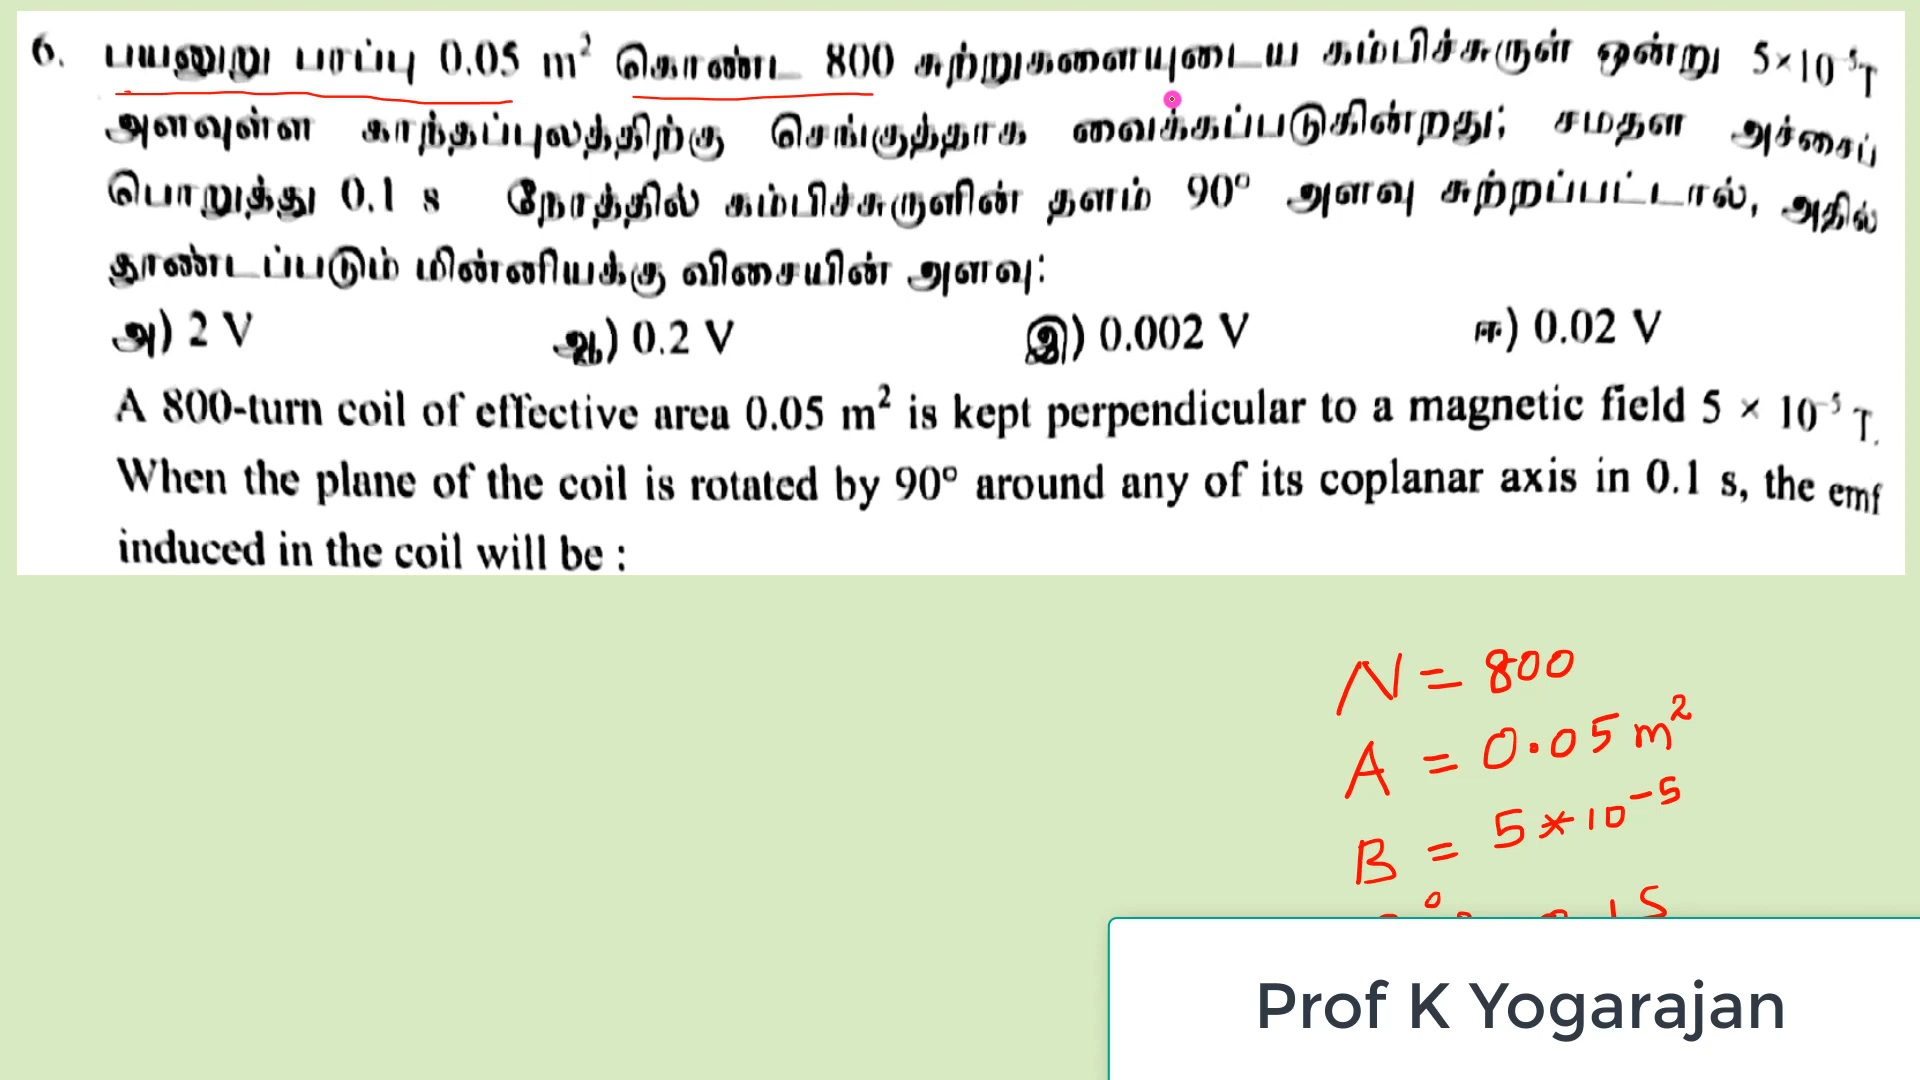 6. பயனுறு பரப்பு 0.05 m² கொண்ட 800 சுற்றுகளையுடைய கம்பிச்சுருள் ஒன்று 5×10⁻⁵T
அளவுள்ள காந்தப்புலத்திற்கு செங்குத்தாக வைக்கப்படுகின்றது; சமதள அச்சைப்
பொறுத்து 0.1 s நேரத்தில் கம்பிச்சுருளின் தளம் 90° அளவு சுற்றப்பட்டால், அதில்
தூண்டப்படும் மின்னியக்கு விசையின் அளவு:
அ) 2 V ஆ) 0.2 V இ) 0.002 V ஈ) 0.02 V
A 800-turn coil of effective area 0.05 m² is kept perpendicular to a magnetic field 5 × 10⁻⁵ T.
When the plane of the coil is rotated by 90° around any of its coplanar axis in 0.1 s, the emf
induced in the coil will be :
N = 800
A = 0.05 m²
B = 5*10⁻⁵
Prof K Yogarajan